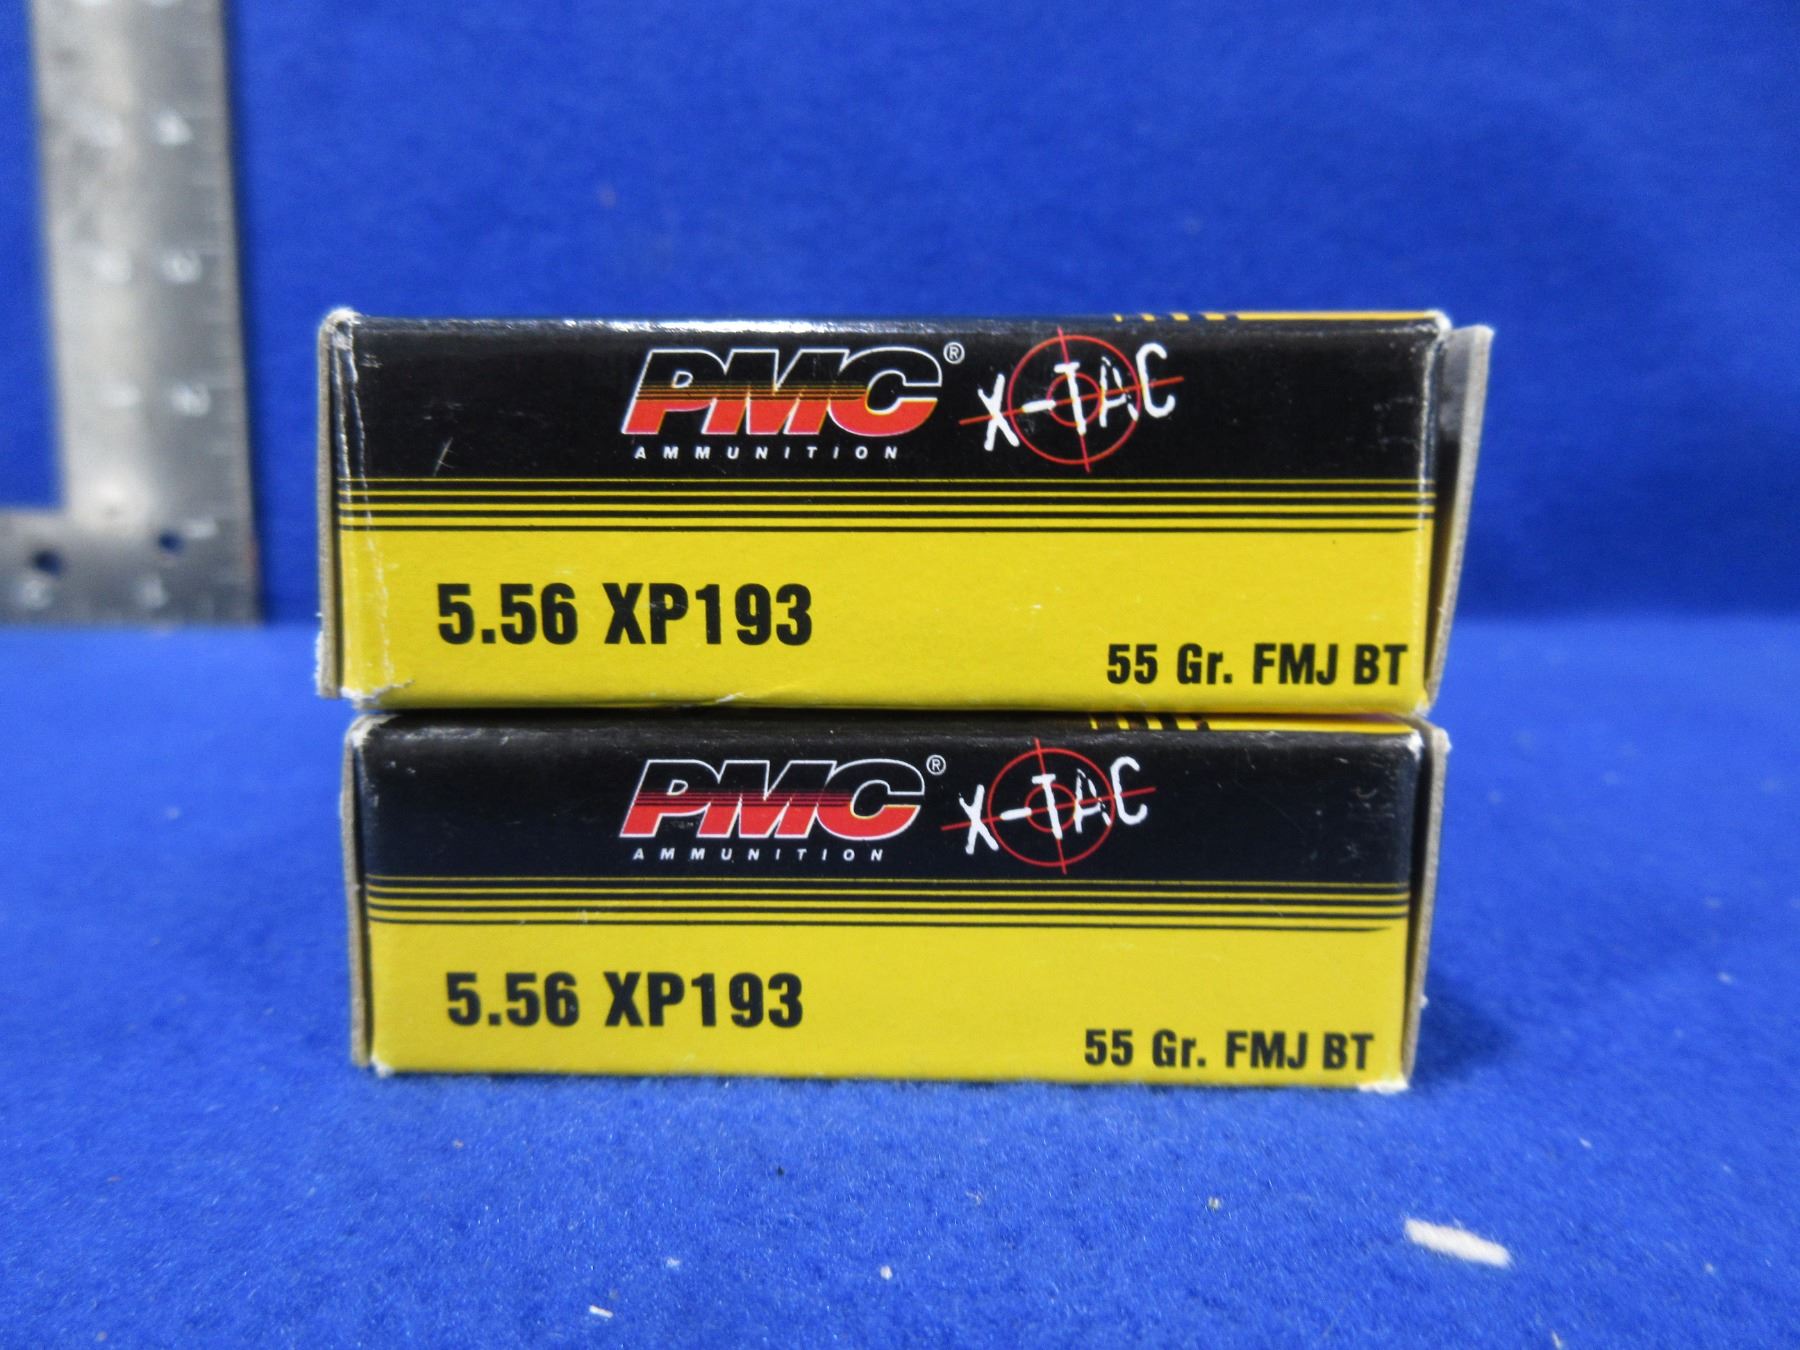 PMC® X-TAC
AMMUNITION
5.56 XP193
55 Gr. FMJ BT
PMC® X-TAC
AMMUNITION
5.56 XP193
55 Gr. FMJ BT